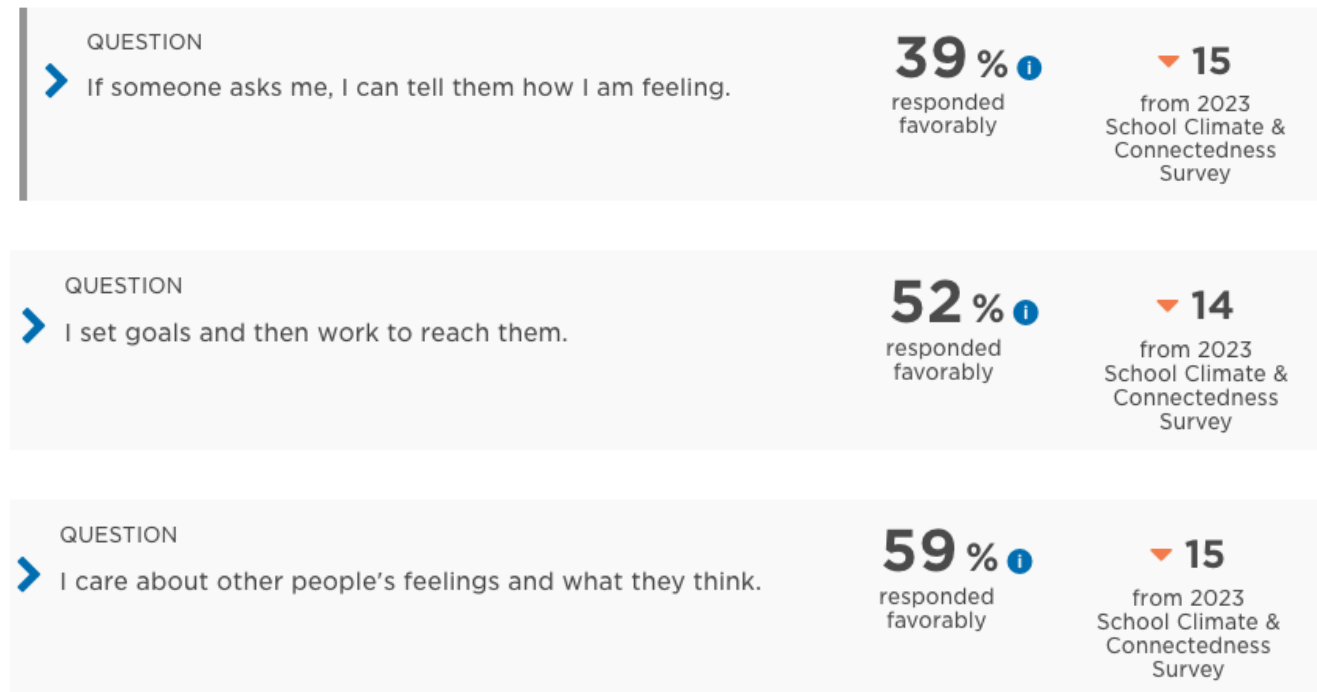 QUESTION
If someone asks me, I can tell them how I am feeling.
39 % i
responded
favorably
15
from 2023
School Climate &
Connectedness
Survey
QUESTION
I set goals and then work to reach them.
52 % i
responded
favorably
14
from 2023
School Climate &
Connectedness
Survey
QUESTION
I care about other people's feelings and what they think.
59 % i
responded
favorably
15
from 2023
School Climate &
Connectedness
Survey